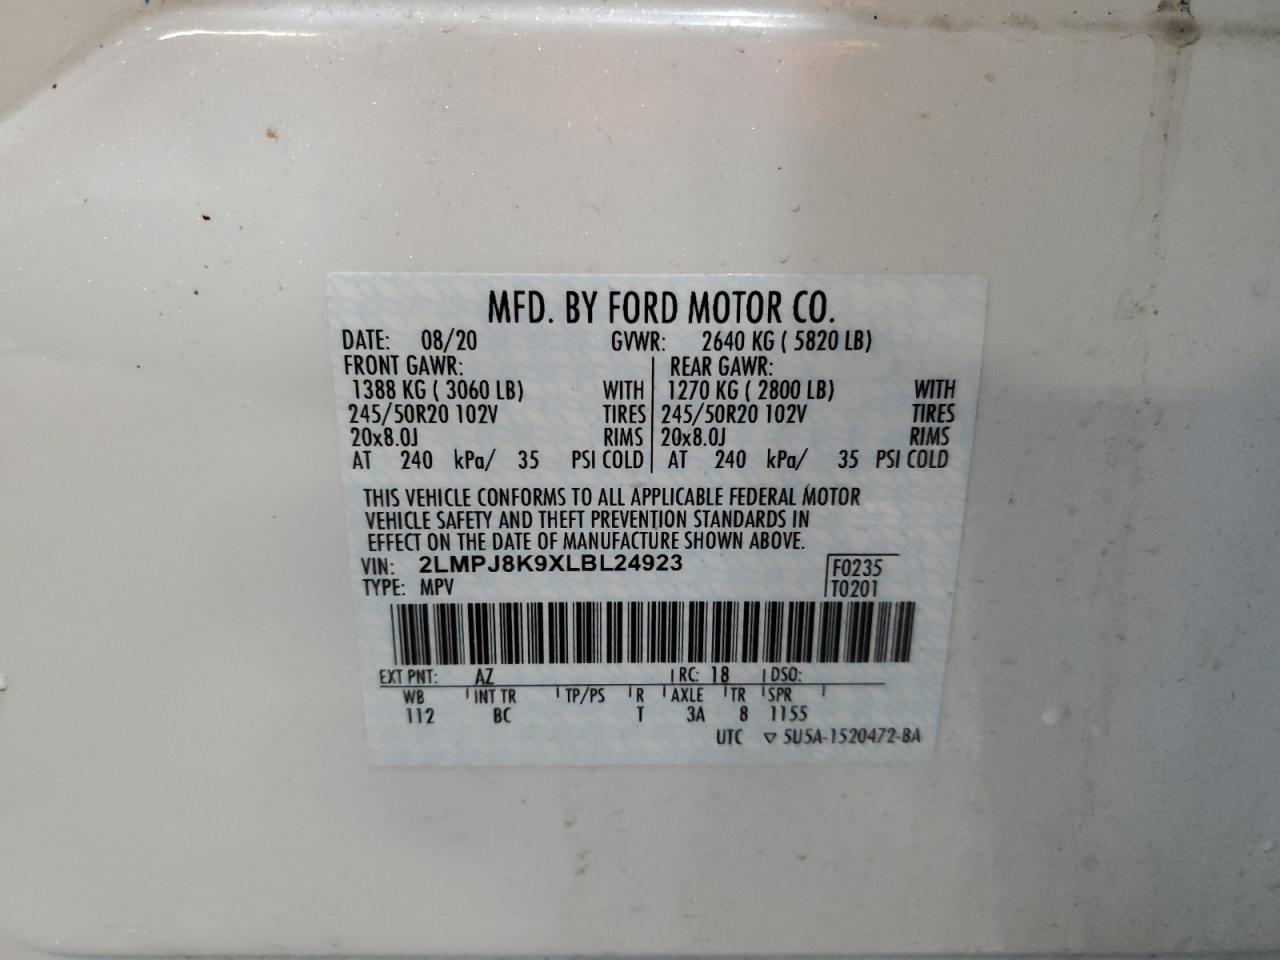 MFD. BY FORD MOTOR CO.
DATE: 08/20 GVWR: 2640 KG ( 5820 LB)
FRONT GAWR: REAR GAWR:
1388 KG ( 3060 LB) WITH 1270 KG ( 2800 LB) WITH
245/50R20 102V TIRES 245/50R20 102V TIRES
20x8.0J RIMS 20x8.0J RIMS
AT 240 kPa/ 35 PSI COLD AT 240 kPa/ 35 PSI COLD
THIS VEHICLE CONFORMS TO ALL APPLICABLE FEDERAL MOTOR
VEHICLE SAFETY AND THEFT PREVENTION STANDARDS IN
EFFECT ON THE DATE OF MANUFACTURE SHOWN ABOVE.
VIN: 2LMPJ8K9XLBL24923 F0235
TYPE: MPV T0201
EXT PNT: AZ RC: 18 DSO:
WB INT TR TP/PS R AXLE TR SPR
112 BC T 3A 8 1155
UTC ▽ 5U5A-1520472-BA